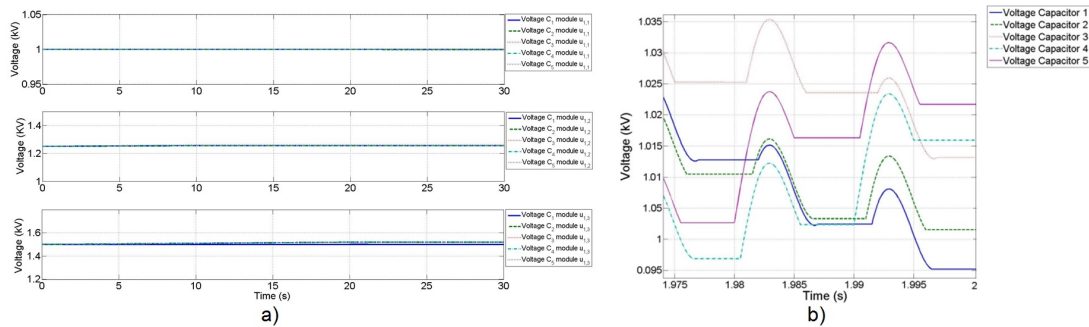 1.05
1
0.95
Voltage (kV)
0 5 10 15 20 25 30
Voltage C1 module u1,1
Voltage C2 module u1,1
Voltage C3 module u1,1
Voltage C4 module u1,1
Voltage C5 module u1,1
1.4
1.2
1
Voltage (kV)
0 5 10 15 20 25 30
Voltage C1 module u1,2
Voltage C2 module u1,2
Voltage C3 module u1,2
Voltage C4 module u1,2
Voltage C5 module u1,2
1.6
1.4
1.2
Voltage (kV)
0 5 10 15 20 25 30
Time (s)
Voltage C1 module u1,3
Voltage C2 module u1,3
Voltage C3 module u1,3
Voltage C4 module u1,3
Voltage C5 module u1,3
a)
1.035
1.03
1.025
1.02
1.015
1.01
1.005
1
0.095
Voltage (kV)
1.975 1.98 1.985 1.99 1.995 2
Time (s)
Voltage Capacitor 1
Voltage Capacitor 2
Voltage Capacitor 3
Voltage Capacitor 4
Voltage Capacitor 5
b)